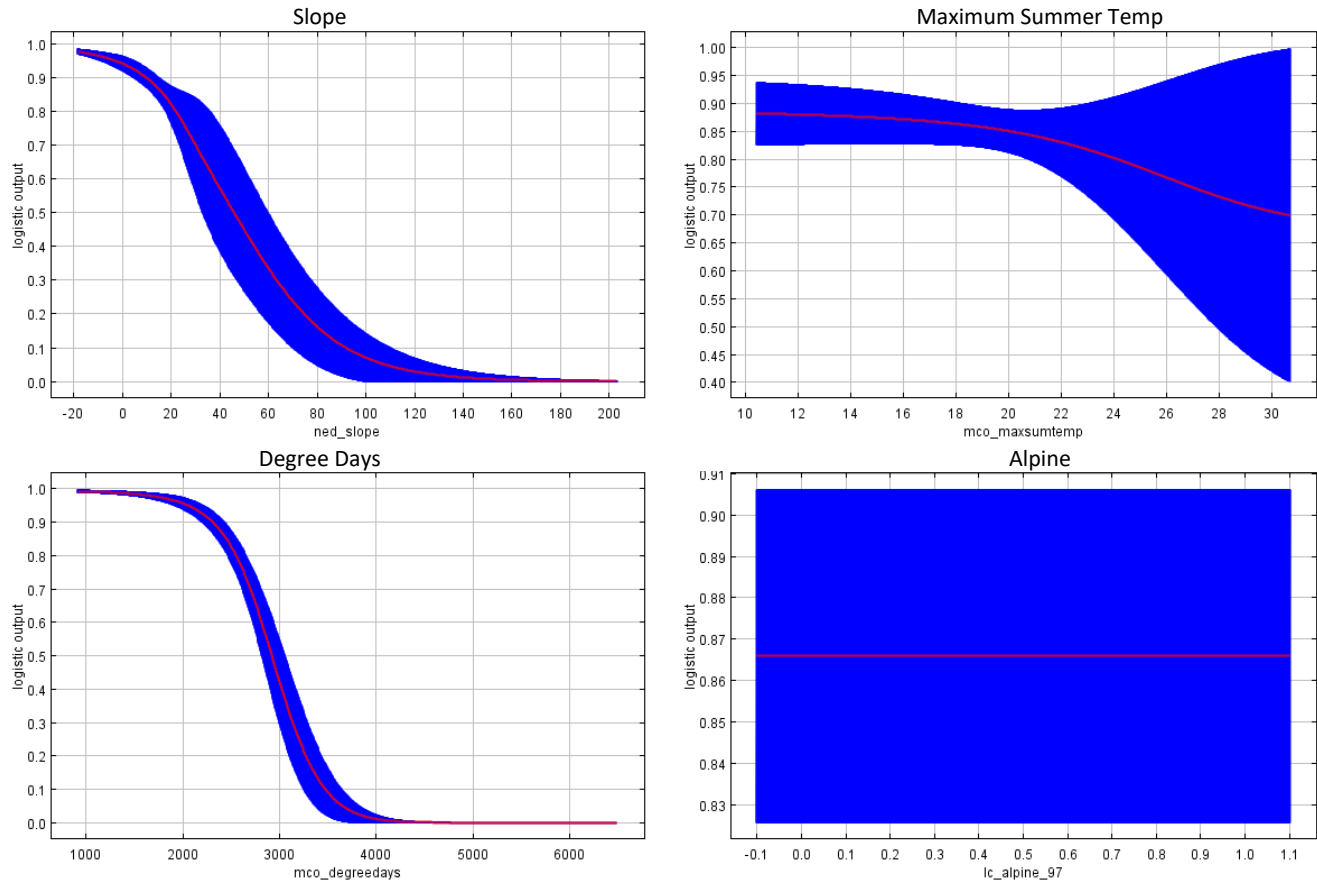 Slope
1.0
0.9
0.8
0.7
0.6
0.5
0.4
0.3
0.2
0.1
0.0
logistic output
-20 0 20 40 60 80 100 120 140 160 180 200
ned_slope
Maximum Summer Temp
1.00
0.95
0.90
0.85
0.80
0.75
0.70
0.65
0.60
0.55
0.50
0.45
0.40
logistic output
10 12 14 16 18 20 22 24 26 28 30
mco_maxsumtemp
Degree Days
1.0
0.9
0.8
0.7
0.6
0.5
0.4
0.3
0.2
0.1
0.0
logistic output
1000 2000 3000 4000 5000 6000
mco_degreedays
Alpine
0.91
0.90
0.89
0.88
0.87
0.86
0.85
0.84
0.83
logistic output
-0.1 0.0 0.1 0.2 0.3 0.4 0.5 0.6 0.7 0.8 0.9 1.0 1.1
lc_alpine_97